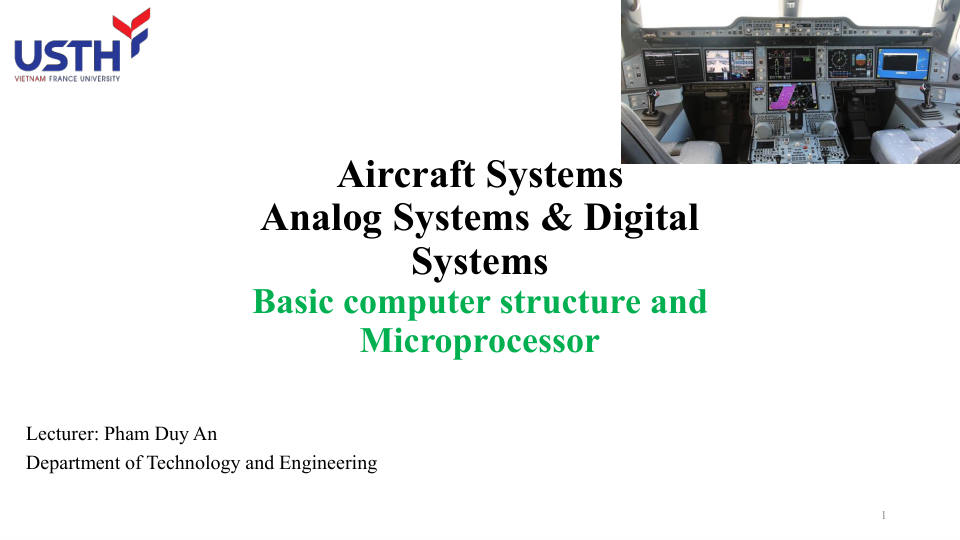 USTH
VIETNAM FRANCE UNIVERSITY
Aircraft Systems
Analog Systems & Digital
Systems
Basic computer structure and
Microprocessor
Lecturer: Pham Duy An
Department of Technology and Engineering
1